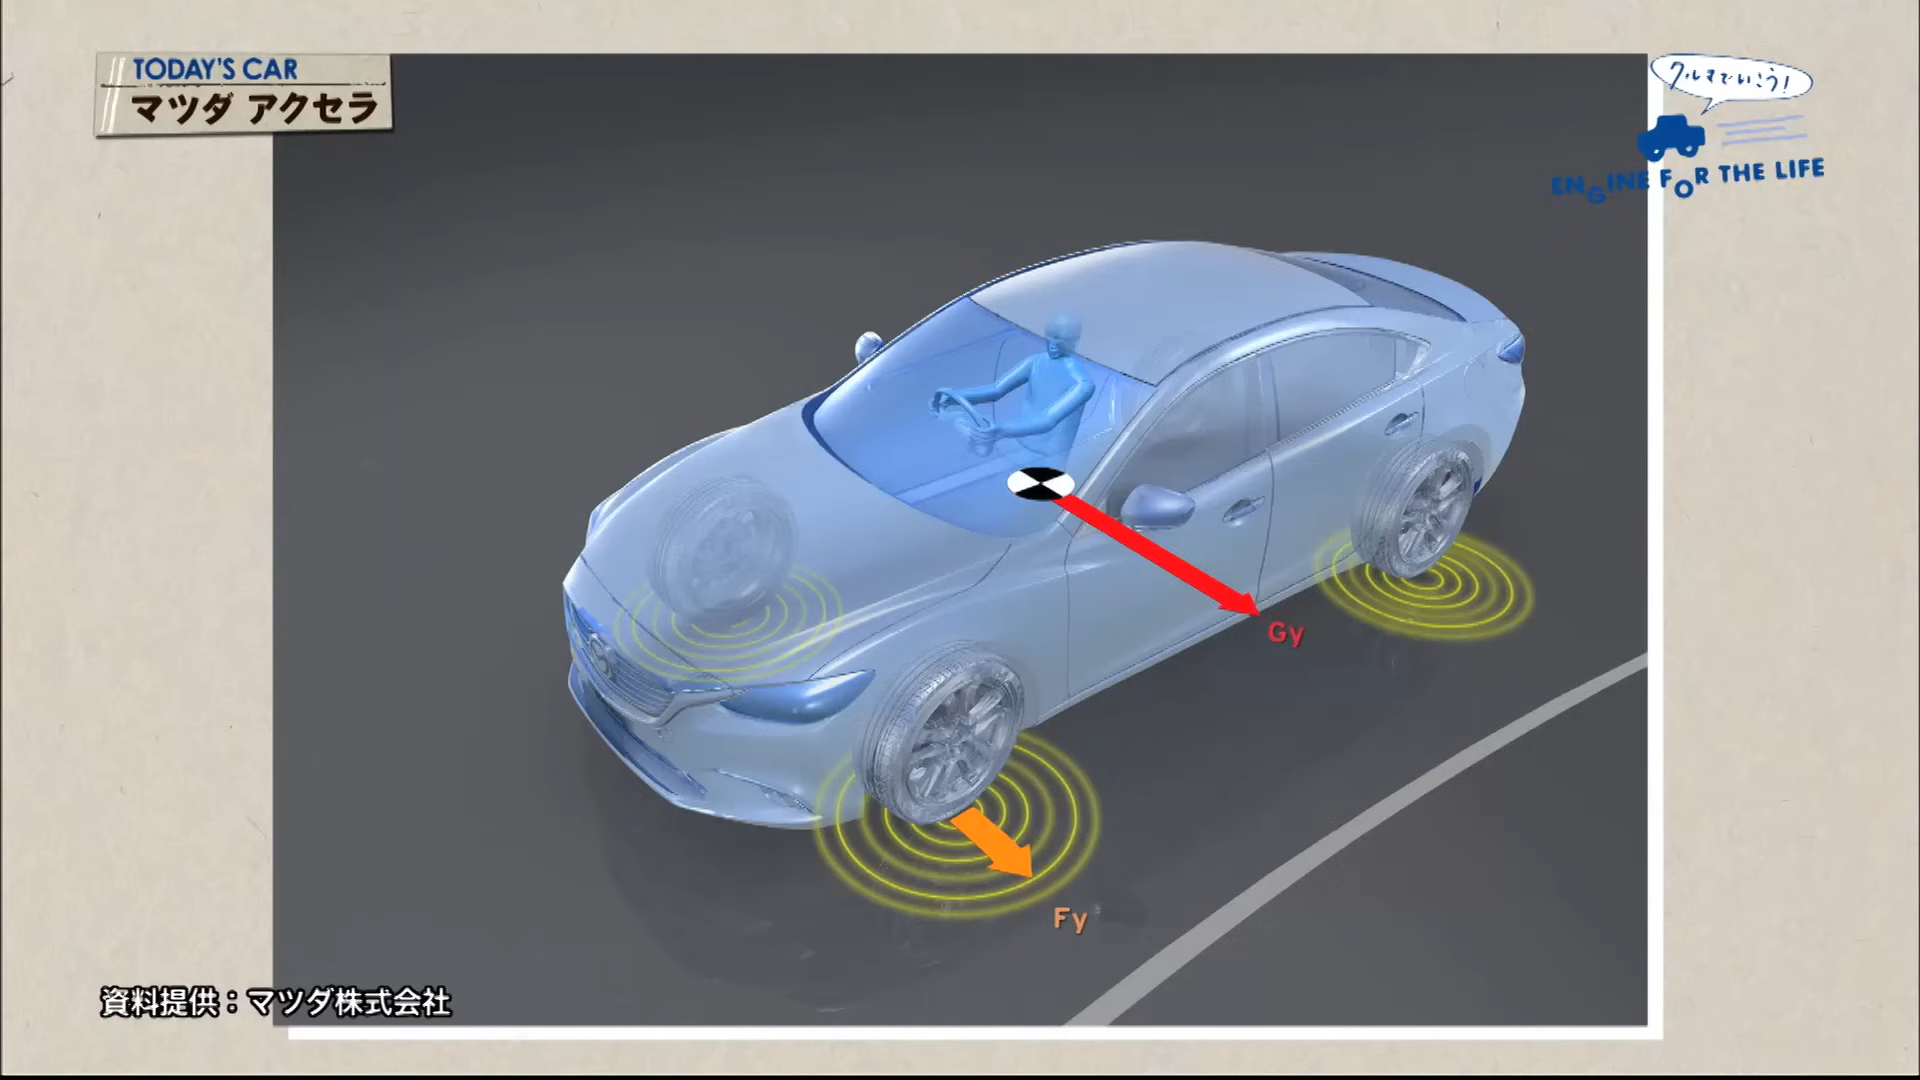 TODAY'S CAR
マツダ アクセラ
クルマでいこう!
ENGINE FOR THE LIFE
Gy
Fy
資料提供：マツダ株式会社